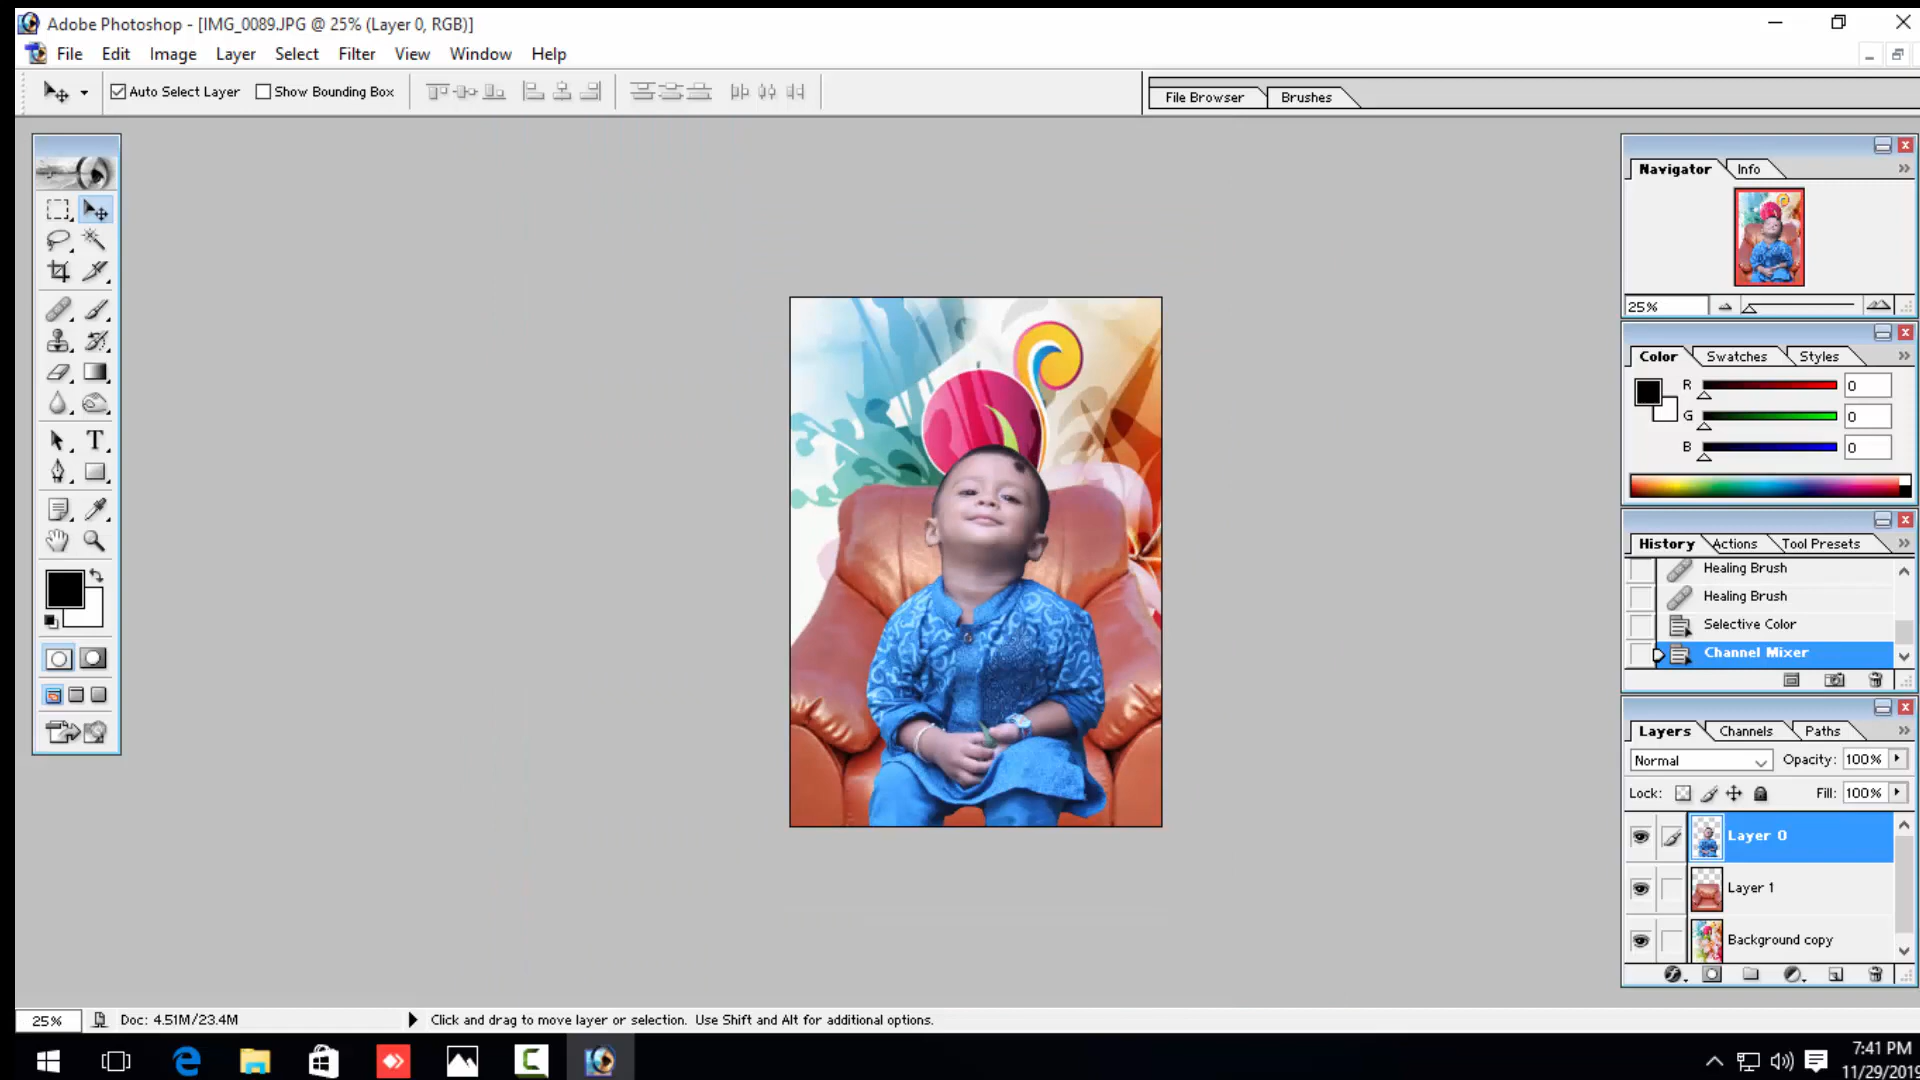 Adobe Photoshop - [IMG_0089.JPG @ 25% (Layer 0, RGB)]
File Edit Image Layer Select Filter View Window Help
Auto Select Layer Show Bounding Box
File Browser Brushes
Navigator Info
25%
Color Swatches Styles
R 0
G 0
B 0
History Actions Tool Presets
Healing Brush
Healing Brush
Selective Color
Channel Mixer
Layers Channels Paths
Normal Opacity: 100%
Lock: Fill: 100%
Layer 0
Layer 1
Background copy
25% Doc: 4.51M/23.4M Click and drag to move layer or selection. Use Shift and Alt for additional options.
7:41 PM
11/29/2019